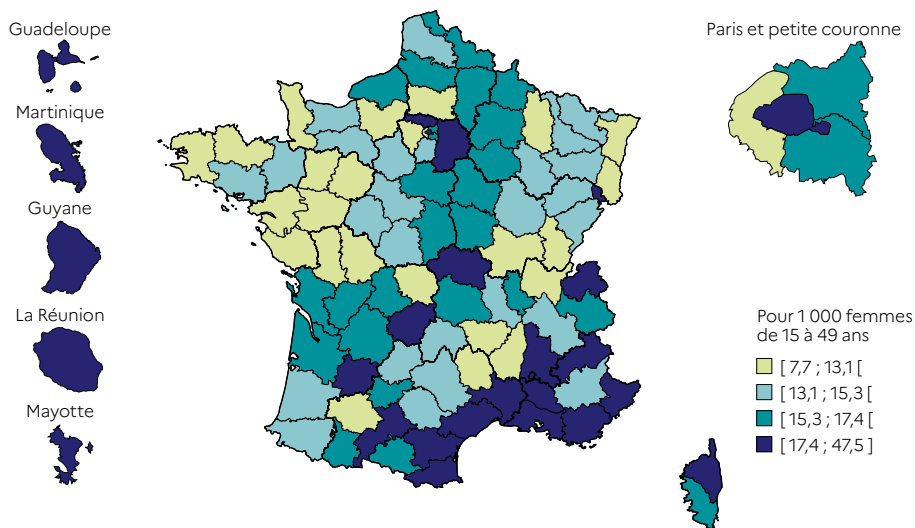 Guadeloupe
Martinique
Guyane
La Réunion
Mayotte
Paris et petite couronne
Pour 1 000 femmes
de 15 à 49 ans
[ 7,7 ; 13,1 [
[ 13,1 ; 15,3 [
[ 15,3 ; 17,4 [
[ 17,4 ; 47,5 ]